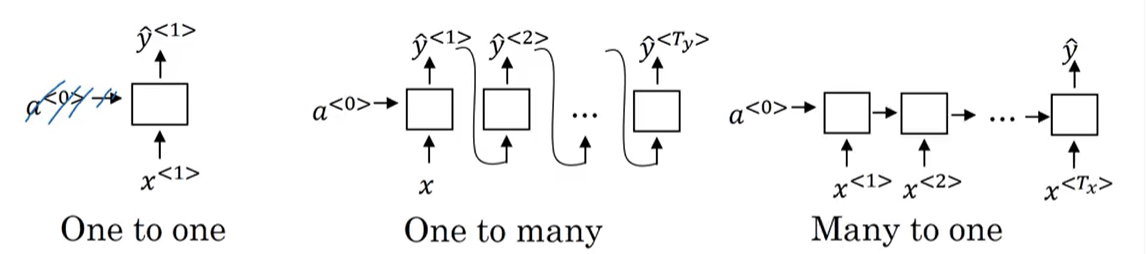 ŷ<1>
a<0>
x<1>
One to one
ŷ<1> ŷ<2> ŷ<Ty>
a<0>
...
x
One to many
ŷ
a<0>
...
x<1> x<2> x<Tx>
Many to one